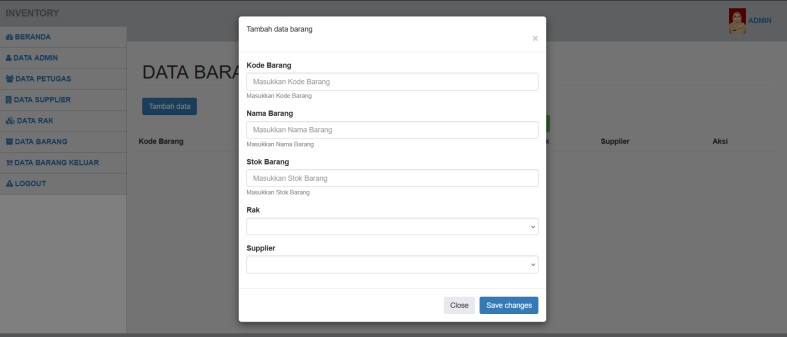 INVENTORY
ADMIN
BERANDA
DATA ADMIN
DATA PETUGAS
DATA SUPPLIER
DATA RAK
DATA BARANG
DATA BARANG KELUAR
LOGOUT
DATA BARA
Tambah data
Kode Barang
Supplier
Aksi
Tambah data barang
×
Kode Barang
Masukkan Kode Barang
Masukkan Kode Barang
Nama Barang
Masukkan Nama Barang
Masukkan Nama Barang
Stok Barang
Masukkan Stok Barang
Masukkan Stok Barang
Rak
Supplier
Close
Save changes